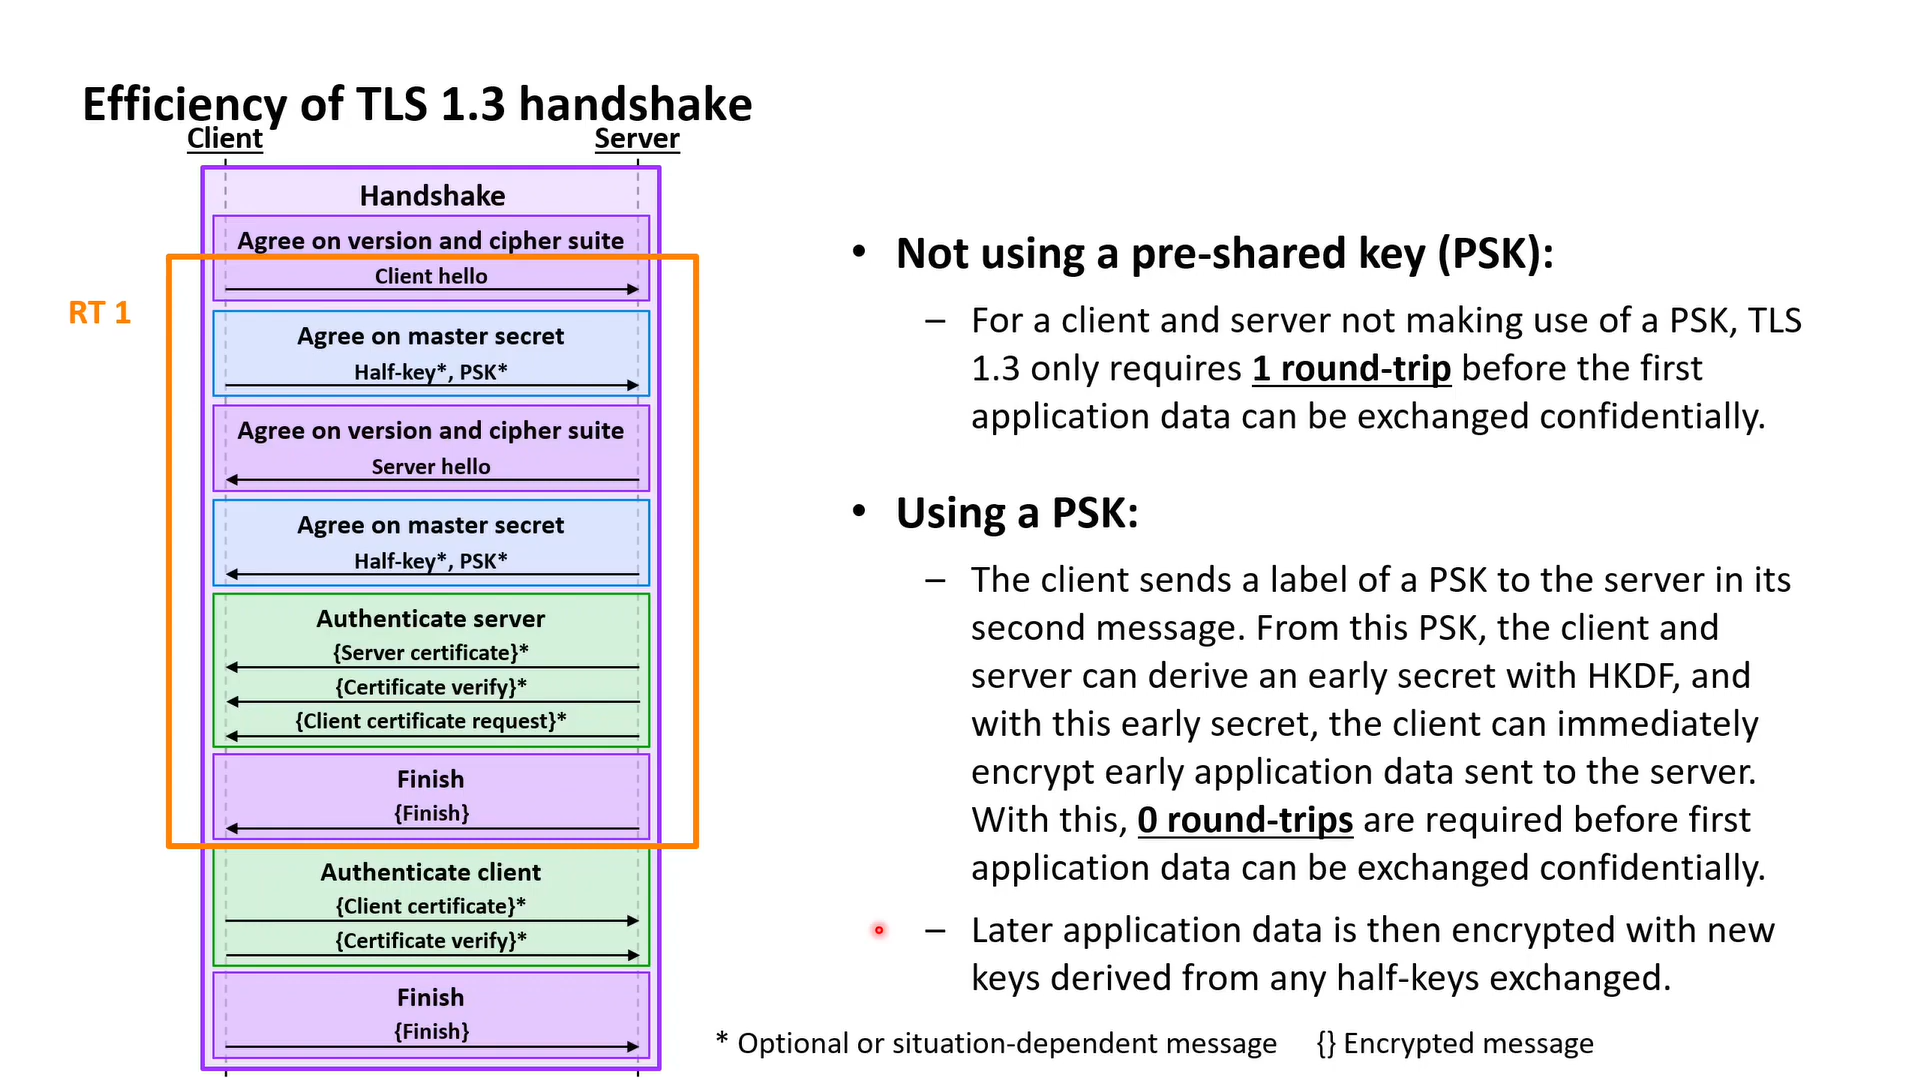 Efficiency of TLS 1.3 handshake
Client
Server
Handshake
Agree on version and cipher suite
Client hello
RT 1
Agree on master secret
Half-key*, PSK*
Agree on version and cipher suite
Server hello
Agree on master secret
Half-key*, PSK*
Authenticate server
{Server certificate}*
{Certificate verify}*
{Client certificate request}*
Finish
{Finish}
Authenticate client
{Client certificate}*
{Certificate verify}*
Finish
{Finish}
• Not using a pre-shared key (PSK):
– For a client and server not making use of a PSK, TLS
1.3 only requires 1 round-trip before the first
application data can be exchanged confidentially.
• Using a PSK:
– The client sends a label of a PSK to the server in its
second message. From this PSK, the client and
server can derive an early secret with HKDF, and
with this early secret, the client can immediately
encrypt early application data sent to the server.
With this, 0 round-trips are required before first
application data can be exchanged confidentially.
– Later application data is then encrypted with new
keys derived from any half-keys exchanged.
* Optional or situation-dependent message {} Encrypted message